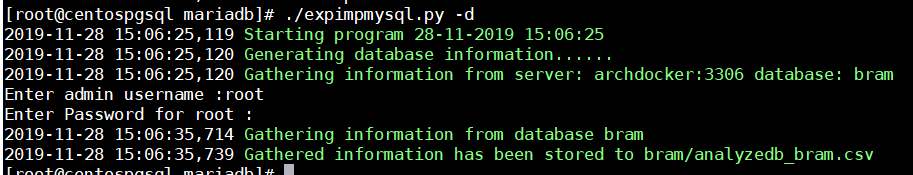 [root@centospgsql mariadb]# ./expimpmysql.py -d
2019-11-28 15:06:25,119 Starting program 28-11-2019 15:06:25
2019-11-28 15:06:25,120 Generating database information......
2019-11-28 15:06:25,120 Gathering information from server: archdocker:3306 database: bram
Enter admin username :root
Enter Password for root :
2019-11-28 15:06:35,714 Gathering information from database bram
2019-11-28 15:06:35,739 Gathered information has been stored to bram/analyzedb_bram.csv
[root@centospgsql mariadb]#